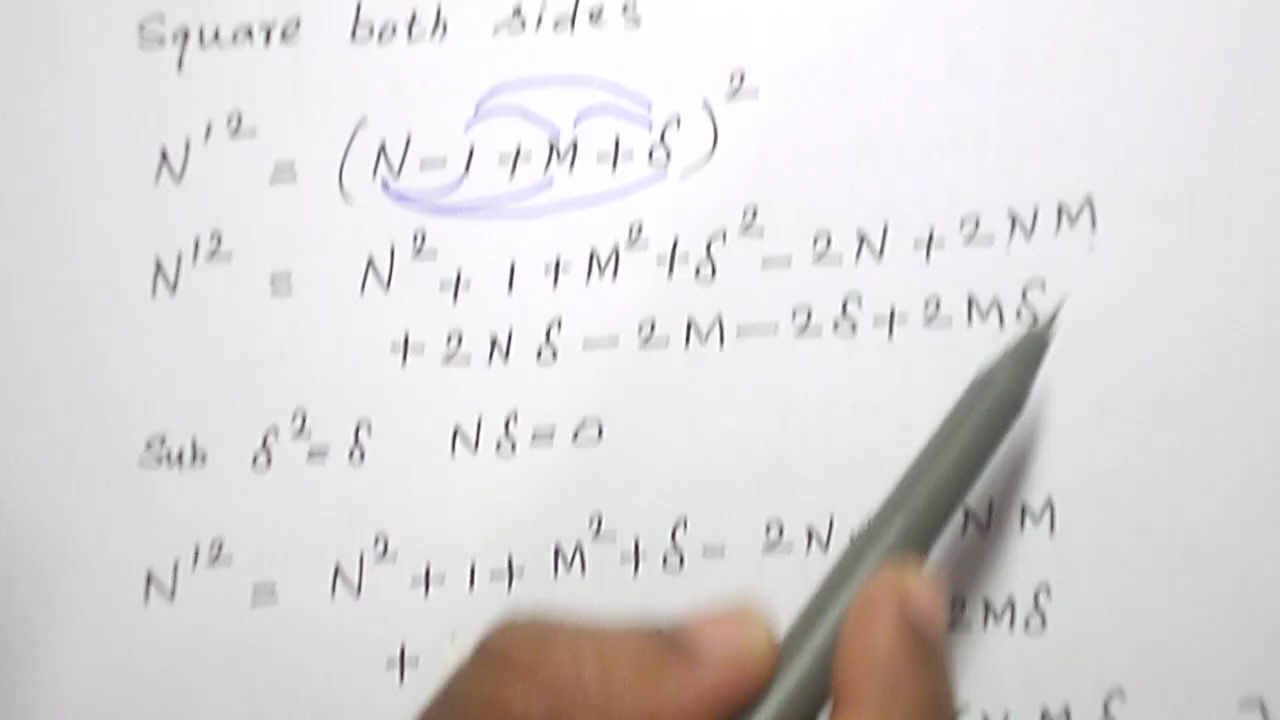 Square both sides
N'² = (N-1+M+δ)²
N'² = N²+1+M²+δ²-2N+2NM
+2Nδ-2M-2δ+2Mδ
Sub δ²=δ Nδ=0
N'² = N²+1+M²+δ-2N NM
+ 2Mδ